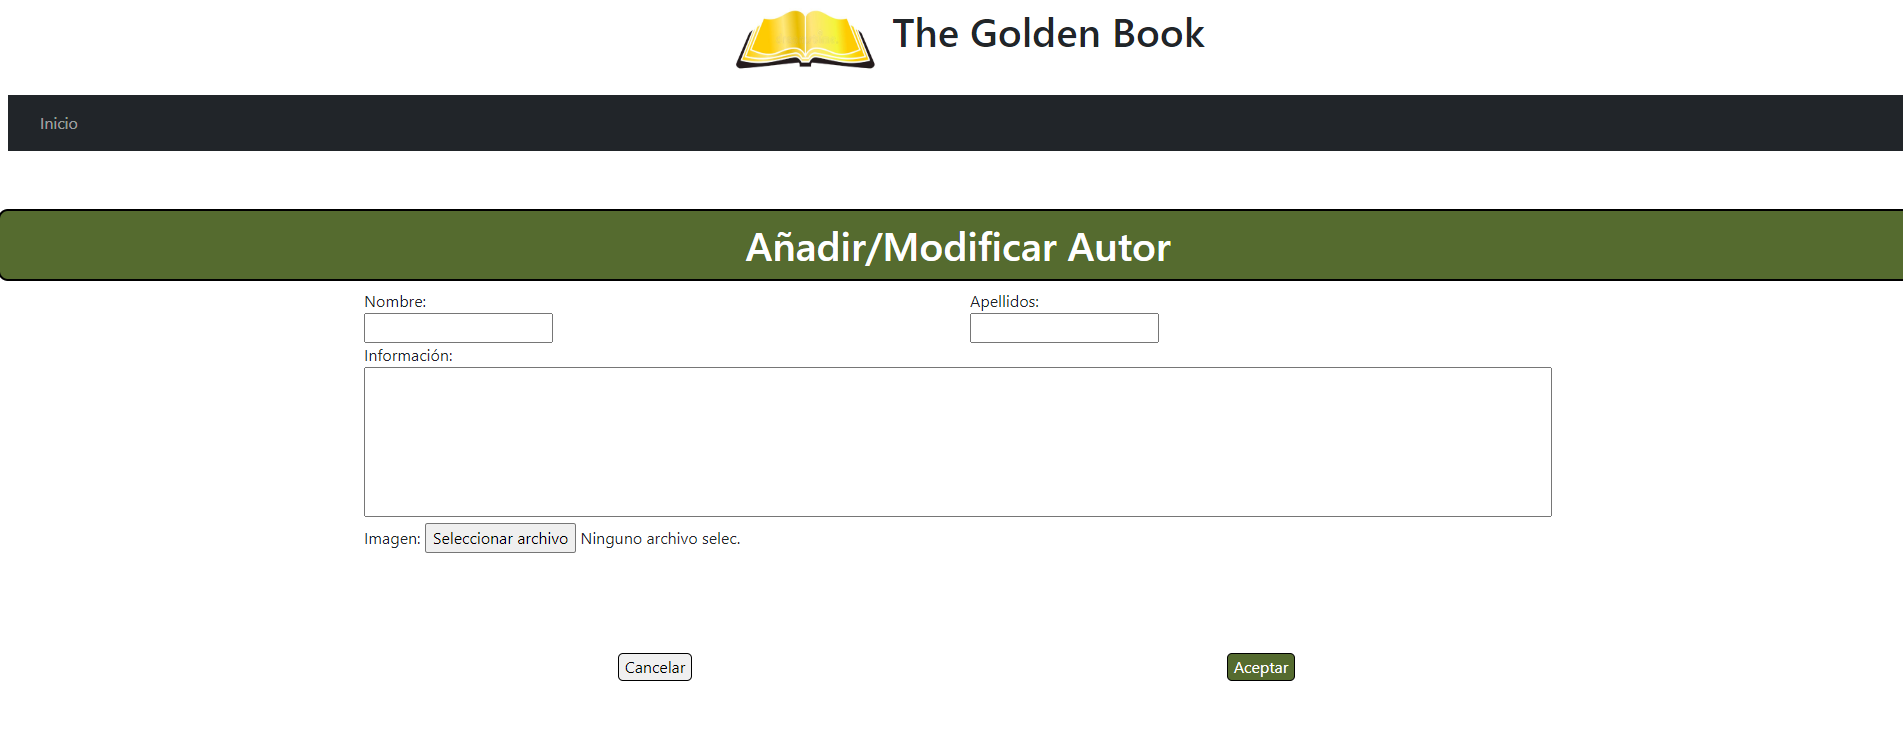 The Golden Book
Inicio
Añadir/Modificar Autor
Nombre:
Apellidos:
Información:
Imagen: Seleccionar archivo Ninguno archivo selec.
Cancelar
Aceptar